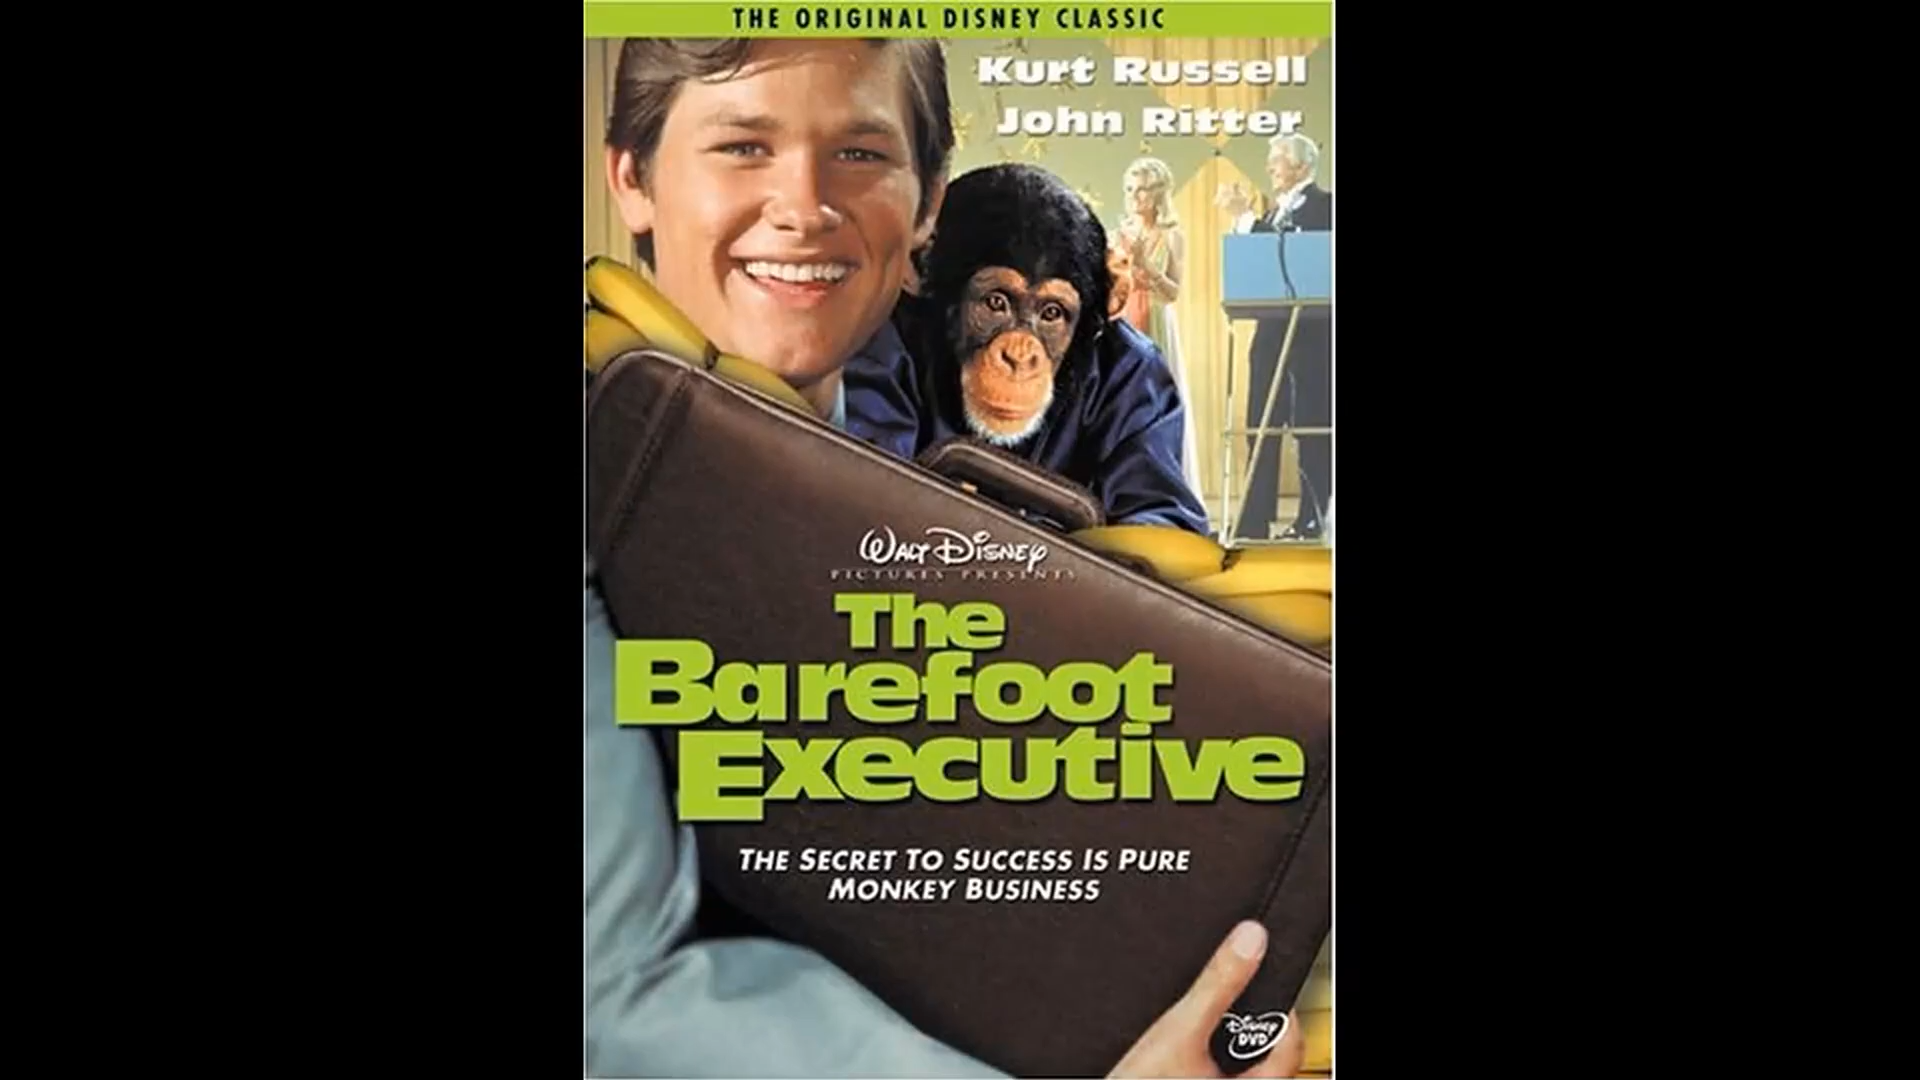 THE ORIGINAL DISNEY CLASSIC
Kurt Russell
John Ritter
WALT DISNEY
PICTURES PRESENTS
The
Barefoot
Executive
THE SECRET TO SUCCESS IS PURE
MONKEY BUSINESS
Disney
DVD